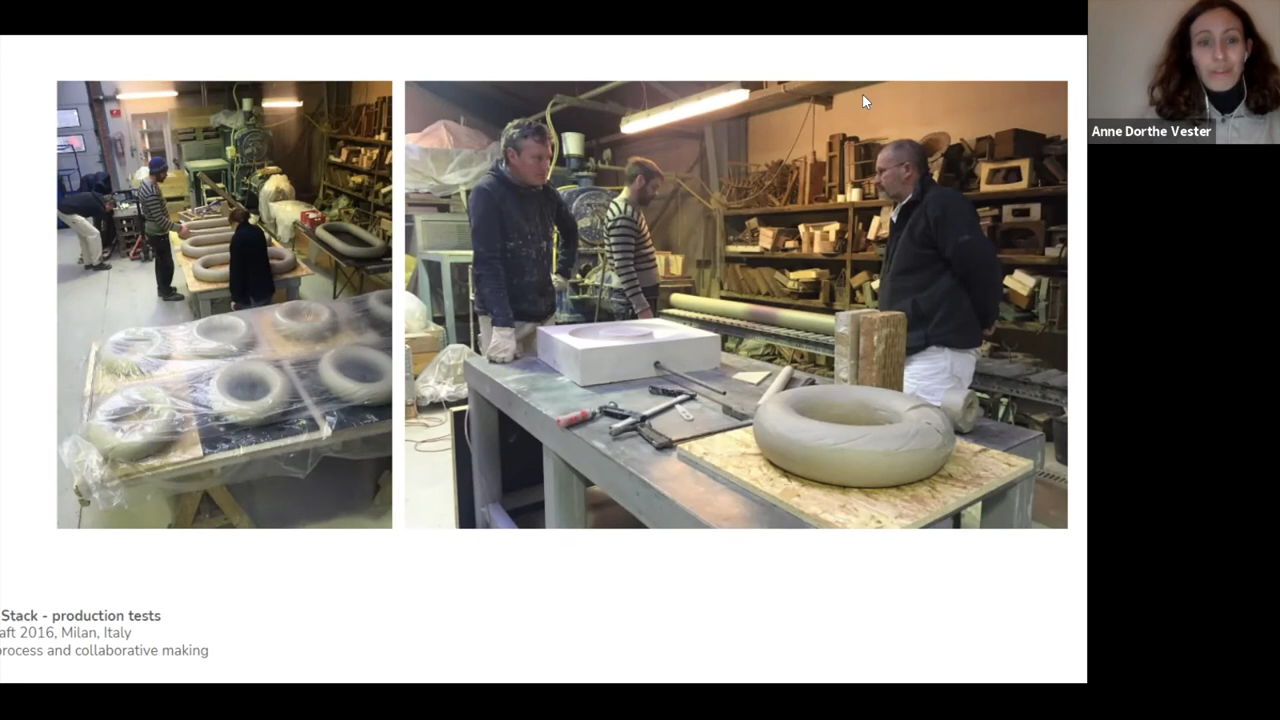 Anne Dorthe Vester
Stack - production tests
aft 2016, Milan, Italy
process and collaborative making